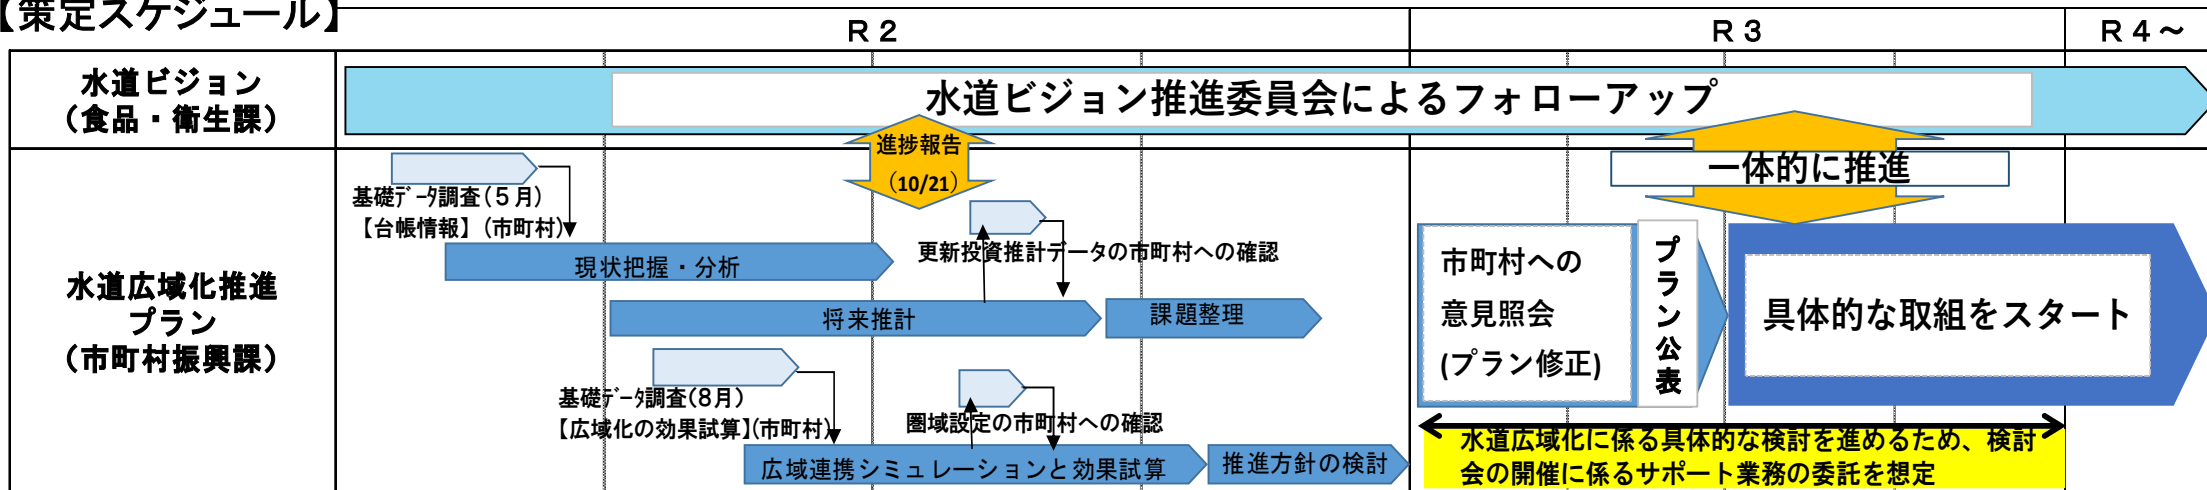 【策定スケジュール】
R2
R3
R4～
水道ビジョン
（食品・衛生課）
水道ビジョン推進委員会によるフォローアップ
進捗報告
（10/21）
一体的に推進
水道広域化推進
プラン
（市町村振興課）
基礎ﾃﾞｰﾀ調査(５月)
【台帳情報】(市町村)
現状把握・分析
更新投資推計データの市町村への確認
将来推計
課題整理
基礎ﾃﾞｰﾀ調査(8月)
【広域化の効果試算】(市町村)
圏域設定の市町村への確認
広域連携シミュレーションと効果試算
推進方針の検討
市町村への
意見照会
(プラン修正)
プラン公表
具体的な取組をスタート
水道広域化に係る具体的な検討を進めるため、検討
会の開催に係るサポート業務の委託を想定